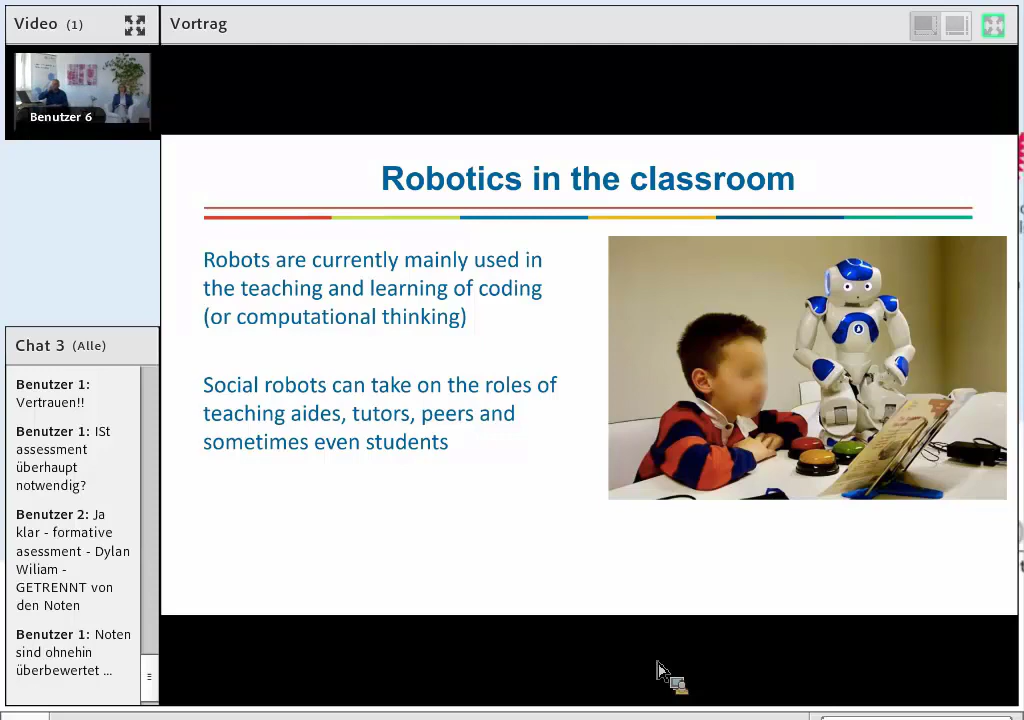 Video (1)
Vortrag
Benutzer 6
Robotics in the classroom
Robots are currently mainly used in
the teaching and learning of coding
(or computational thinking)
Social robots can take on the roles of
teaching aides, tutors, peers and
sometimes even students
Chat 3 (Alle)
Benutzer 1:
Vertrauen!!
Benutzer 1: ISt
assessment
überhaupt
notwendig?
Benutzer 2: Ja
klar - formative
asessment - Dylan
Wiliam -
GETRENNT von
den Noten
Benutzer 1: Noten
sind ohnehin
überbewertet ...